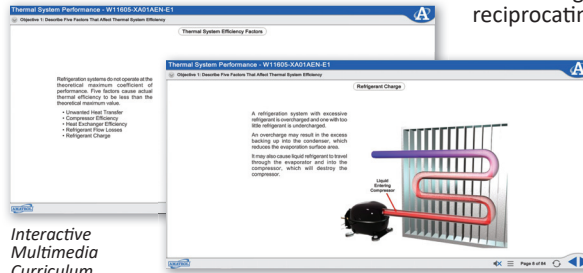 Thermal System Performance - W11605-XA01AEN-E1
Objective 1: Describe Five Factors That Affect Thermal System Efficiency
Thermal System Efficiency Factors
Refrigeration systems do not operate at the
theoretical maximum coefficient of
performance. Five factors cause actual
thermal efficiency to be less than the
theoretical maximum value.
• Unwanted Heat Transfer
• Compressor Efficiency
• Heat Exchanger Efficiency
• Refrigerant Flow Losses
• Refrigerant Charge
AMATROL
reciprocatin
Thermal System Performance - W11605-XA01AEN-E1
Objective 1: Describe Five Factors That Affect Thermal System Efficiency
Refrigerant Charge
A refrigeration system with excessive
refrigerant is overcharged and one with too
little refrigerant is undercharged.
An overcharge may result in the excess
backing up into the condenser, which
reduces the evaporation surface area.
It may also cause liquid refrigerant to travel
through the evaporator and into the
compressor, which will destroy the
compressor.
Liquid
Entering
Compressor
AMATROL
Page 8 of 84
Interactive
Multimedia
Curriculum